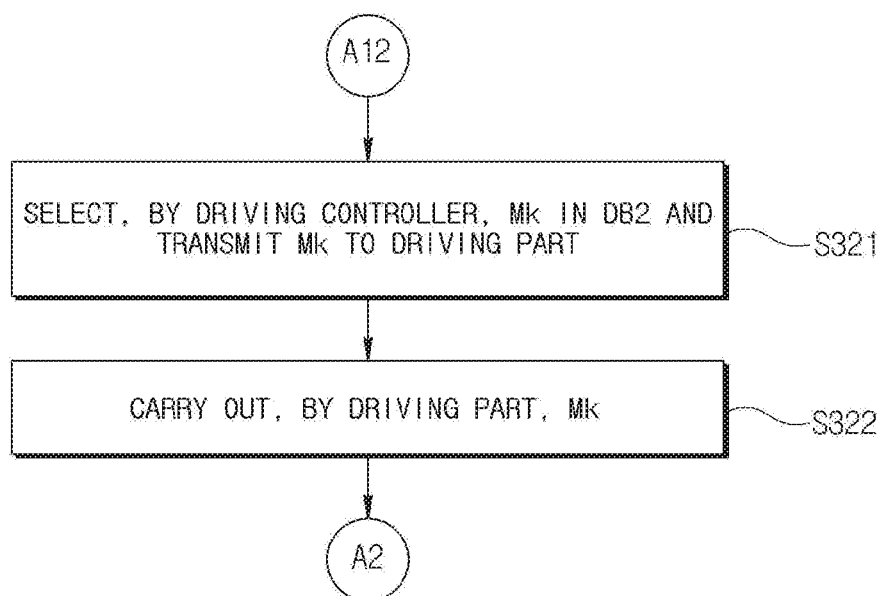 A12
SELECT, BY DRIVING CONTROLLER, Mk IN DB2 AND
TRANSMIT Mk TO DRIVING PART
S321
CARRY OUT, BY DRIVING PART, Mk
S322
A2